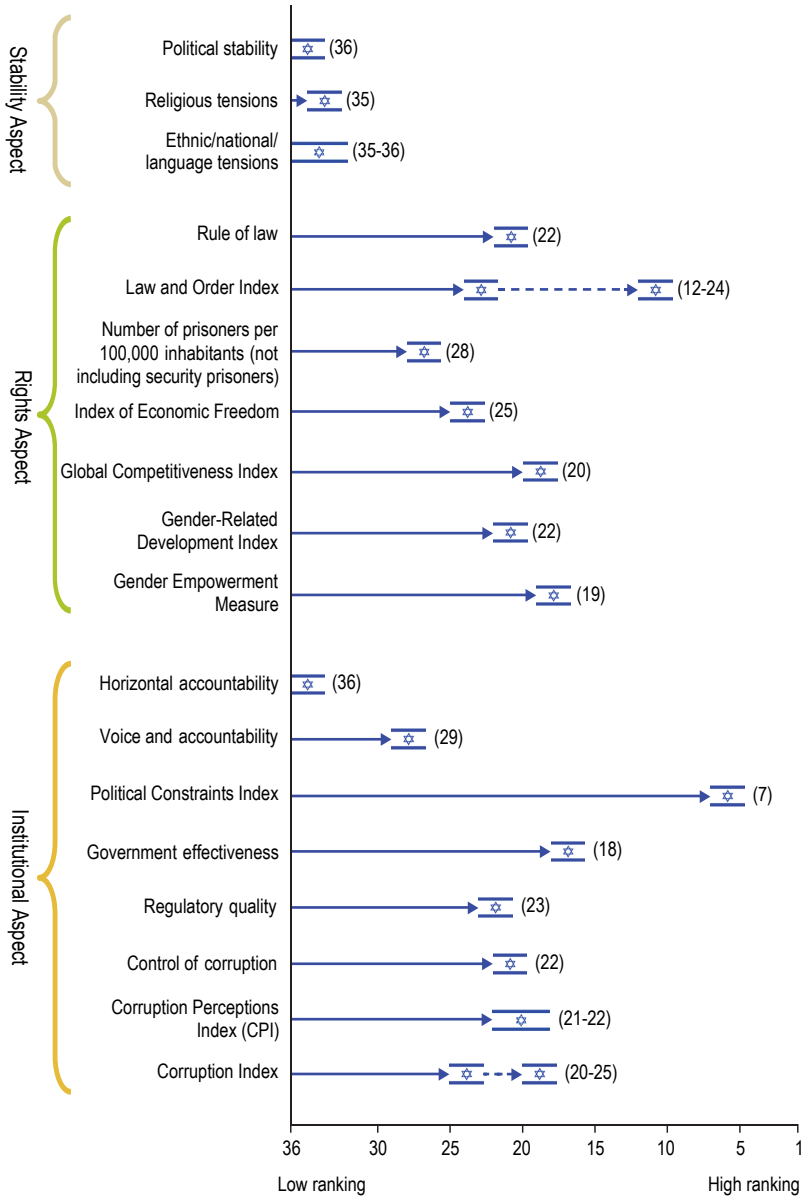 Stability Aspect
Political stability
(36)
Religious tensions
(35)
Ethnic/national/
language tensions
(35-36)
Rights Aspect
Rule of law
(22)
Law and Order Index
(12-24)
Number of prisoners per
100,000 inhabitants (not
including security prisoners)
(28)
Index of Economic Freedom
(25)
Global Competitiveness Index
(20)
Gender-Related
Development Index
(22)
Gender Empowerment
Measure
(19)
Institutional Aspect
Horizontal accountability
(36)
Voice and accountability
(29)
Political Constraints Index
(7)
Government effectiveness
(18)
Regulatory quality
(23)
Control of corruption
(22)
Corruption Perceptions
Index (CPI)
(21-22)
Corruption Index
(20-25)
36 30 25 20 15 10 5 1
Low ranking High ranking